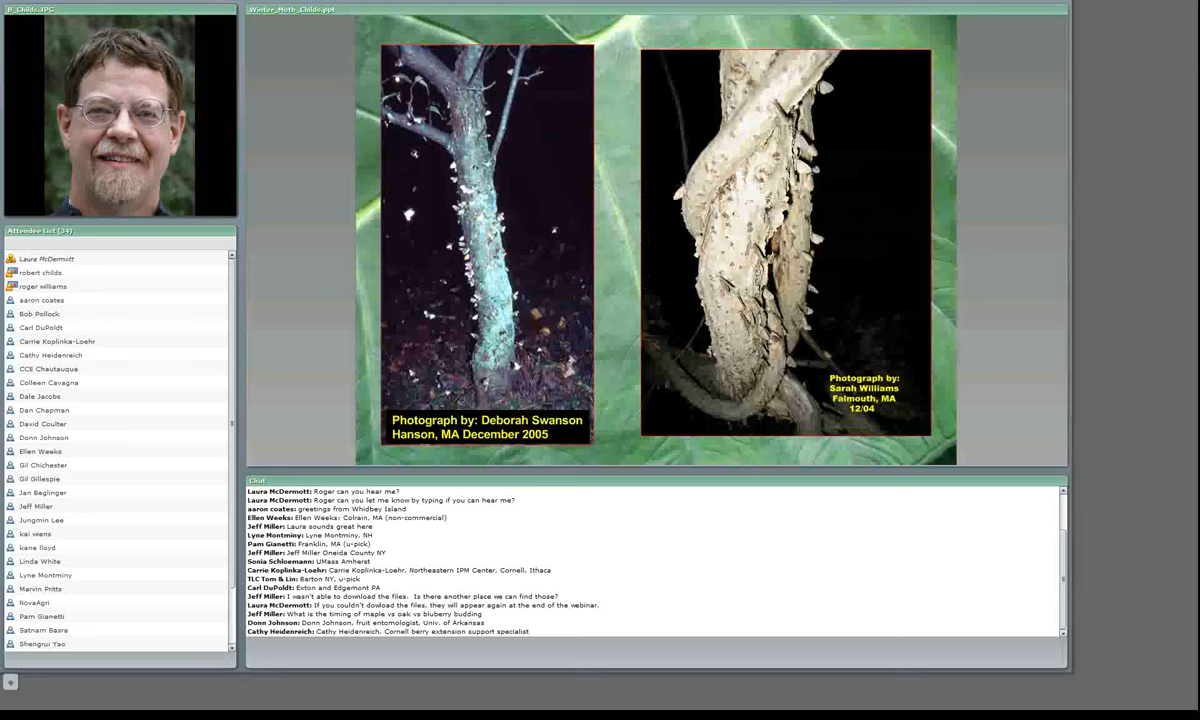 B_Childs.JPG
Winter_Moth_Childs.ppt
Photograph by: Deborah Swanson
Hanson, MA December 2005
Photograph by:
Sarah Williams
Falmouth, MA
12/04
Attendee List (34)
Laura McDermott
robert childs
roger williams
aaron coates
Bob Pollock
Carl DuPoldt
Carrie Koplinka-Loehr
Cathy Heidenreich
CCE Chautauqua
Colleen Cavagna
Dale Jacobs
Dan Chapman
David Coulter
Donn Johnson
Ellen Weeks
Gil Chichester
Gil Gillespie
Jan Beglinger
Jeff Miller
Jungmin Lee
kai wiens
kane lloyd
Linda White
Lyne Montminy
Marvin Pritts
NovaAgri
Pam Gianetti
Satnam Basra
Shengrui Yao
Chat
Laura McDermott: Roger can you hear me?
Laura McDermott: Roger can you let me know by typing if you can hear me?
aaron coates: greetings from Whidbey Island
Ellen Weeks: Ellen Weeks: Colrain, MA (non-commercial)
Jeff Miller: Laura sounds great here
Lyne Montminy: Lyne Montminy, NH
Pam Gianetti: Franklin, MA (u-pick)
Jeff Miller: Jeff Miller Oneida County NY
Sonia Schloemann: UMass Amherst
Carrie Koplinka-Loehr: Carrie Koplinka-Loehr, Northeastern IPM Center, Cornell, Ithaca
TLC Tom & Lin: Barton NY, u-pick
Carl DuPoldt: Exton and Edgemont PA
Jeff Miller: I wasn't able to download the files. Is there another place we can find those?
Laura McDermott: If you couldn't dowload the files, they will appear again at the end of the webinar.
Jeff Miller: What is the timing of maple vs oak vs bluberry budding
Donn Johnson: Donn Johnson, fruit entomologist, Univ. of Arkansas
Cathy Heidenreich: Cathy Heidenreich, Cornell berry extension support specialist